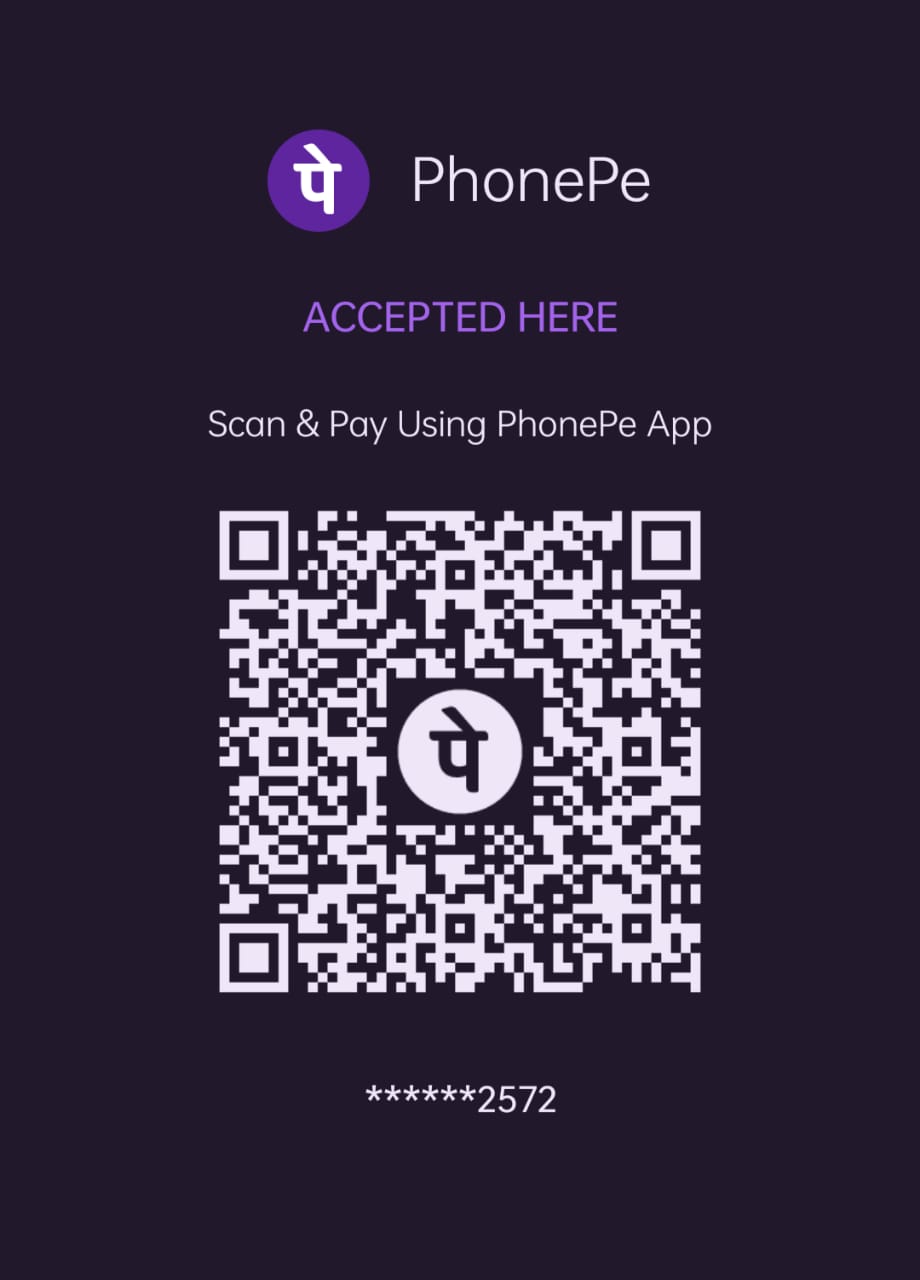 पे PhonePe
ACCEPTED HERE
Scan & Pay Using PhonePe App
पे
******2572